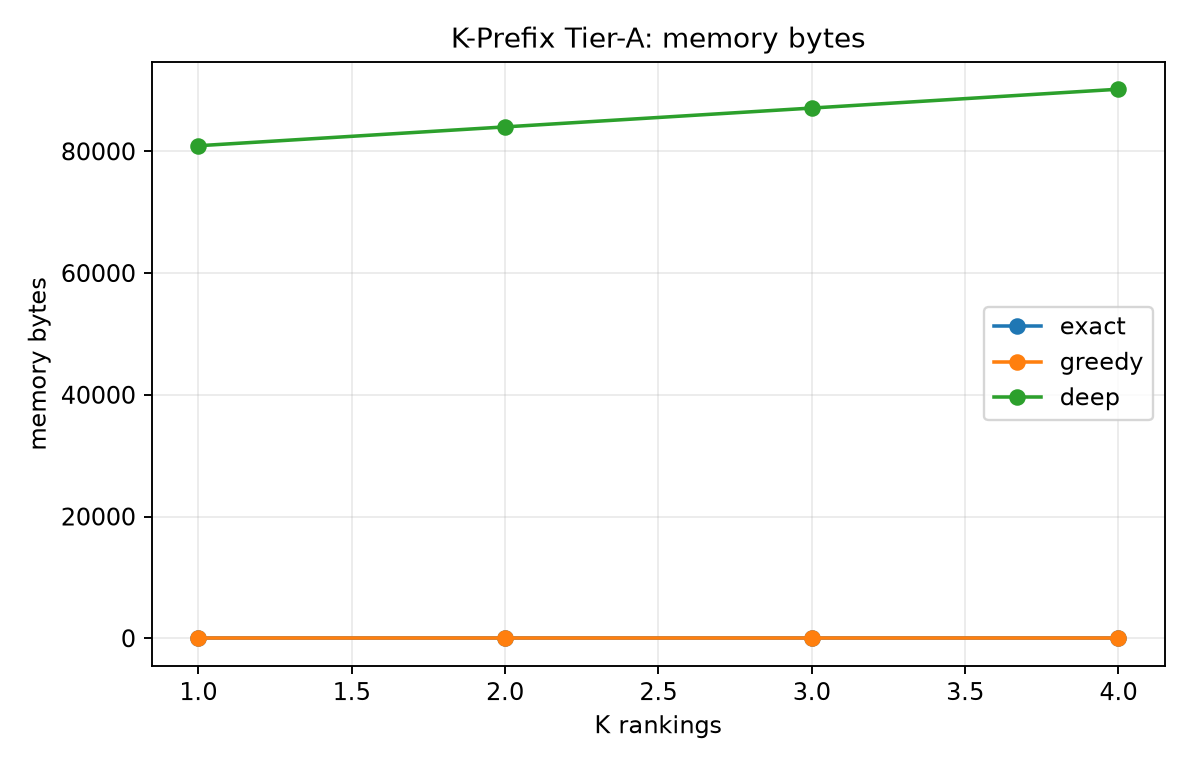 K-Prefix Tier-A: memory bytes
memory bytes
80000
60000
40000
20000
0
exact
greedy
deep
1.0 1.5 2.0 2.5 3.0 3.5 4.0
K rankings